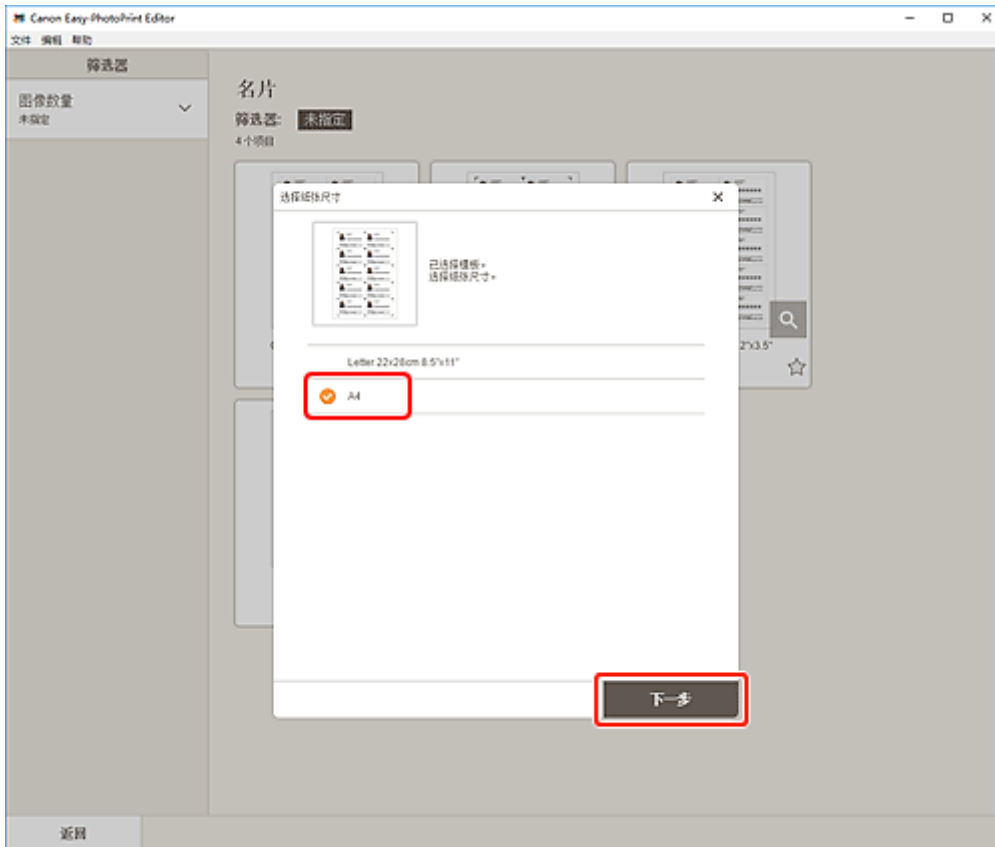 Canon Easy-PhotoPrint Editor
文件 编辑 帮助
筛选器
图像数量
未指定
名片
筛选器: 未指定
4个项目
选择纸张尺寸
已选择模板。
选择纸张尺寸。
Letter 22x28cm 8.5"x11"
A4
2"x3.5"
下一步
返回